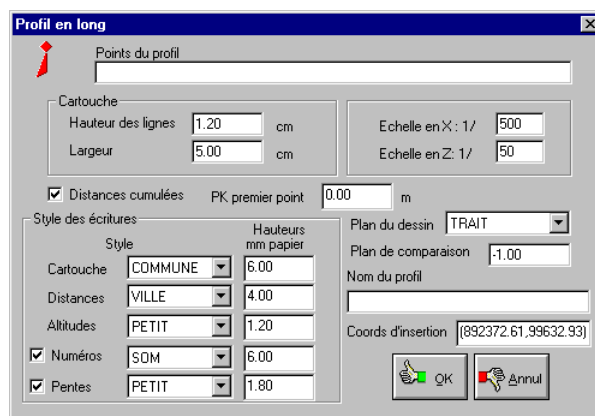 Profil en long
Points du profil
Cartouche
Hauteur des lignes 1.20 cm
Largeur 5.00 cm
Echelle en X : 1/ 500
Echelle en Z: 1/ 50
Distances cumulées PK premier point 0.00 m
Style des écritures
Style Hauteurs mm papier
Cartouche COMMUNE 6.00
Distances VILLE 4.00
Altitudes PETIT 1.20
Numéros SOM 6.00
Pentes PETIT 1.80
Plan du dessin TRAIT
Plan de comparaison -1.00
Nom du profil
Coords d'insertion (892372.61,99632.93)
OK Annul